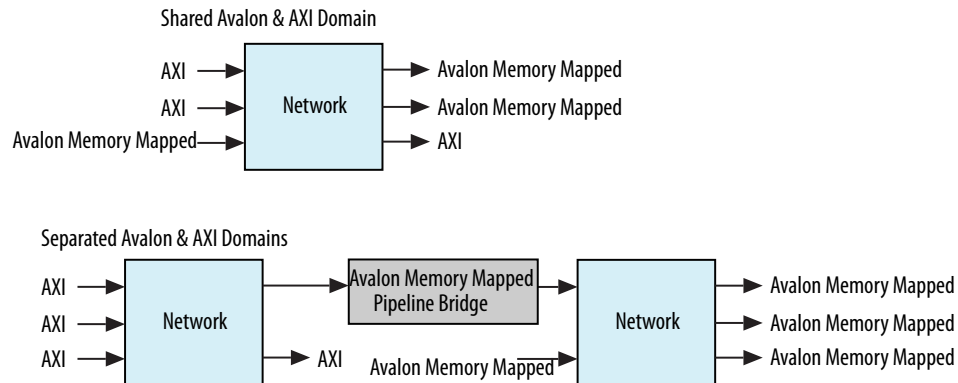 Shared Avalon & AXI Domain
AXI
AXI
Avalon Memory Mapped
Network
Avalon Memory Mapped
Avalon Memory Mapped
AXI
Separated Avalon & AXI Domains
AXI
AXI
AXI
Network
AXI
Avalon Memory Mapped
Pipeline Bridge
Avalon Memory Mapped
Network
Avalon Memory Mapped
Avalon Memory Mapped
Avalon Memory Mapped